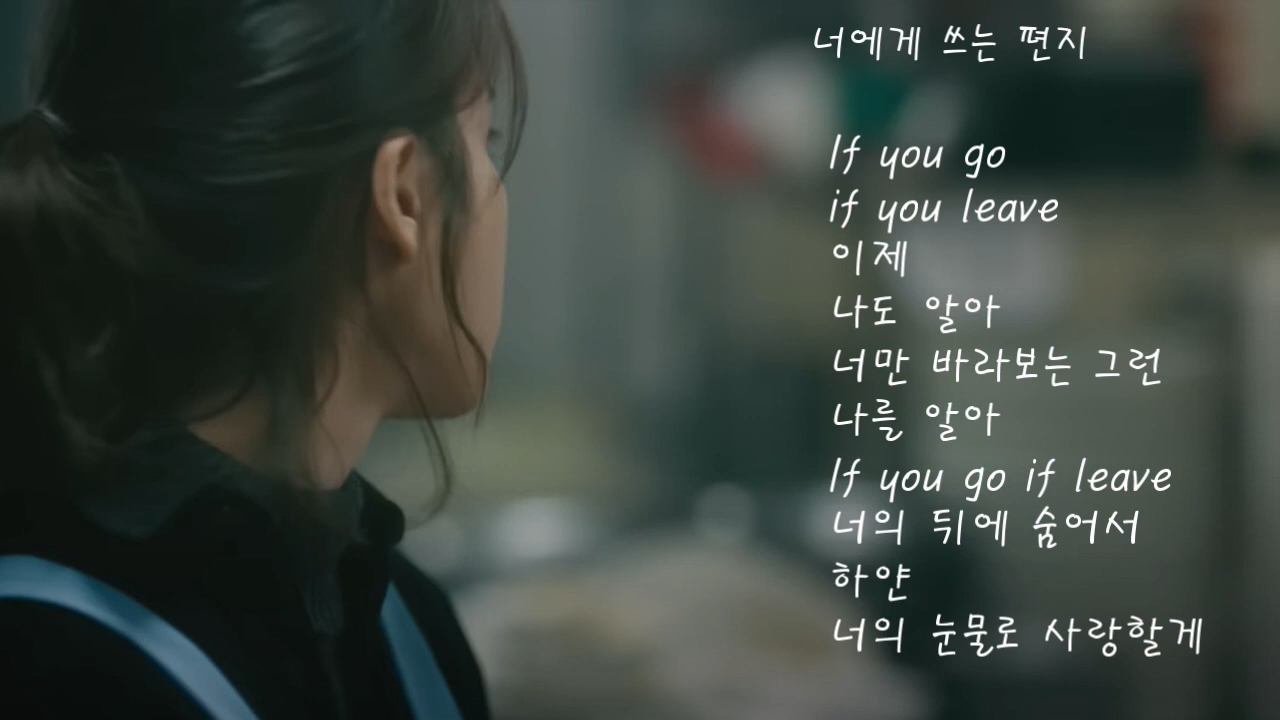 너에게 쓰는 편지
If you go
if you leave
이제
나도 알아
너만 바라보는 그런
나를 알아
If you go if leave
너의 뒤에 숨어서
하얀
너의 눈물로 사랑할게